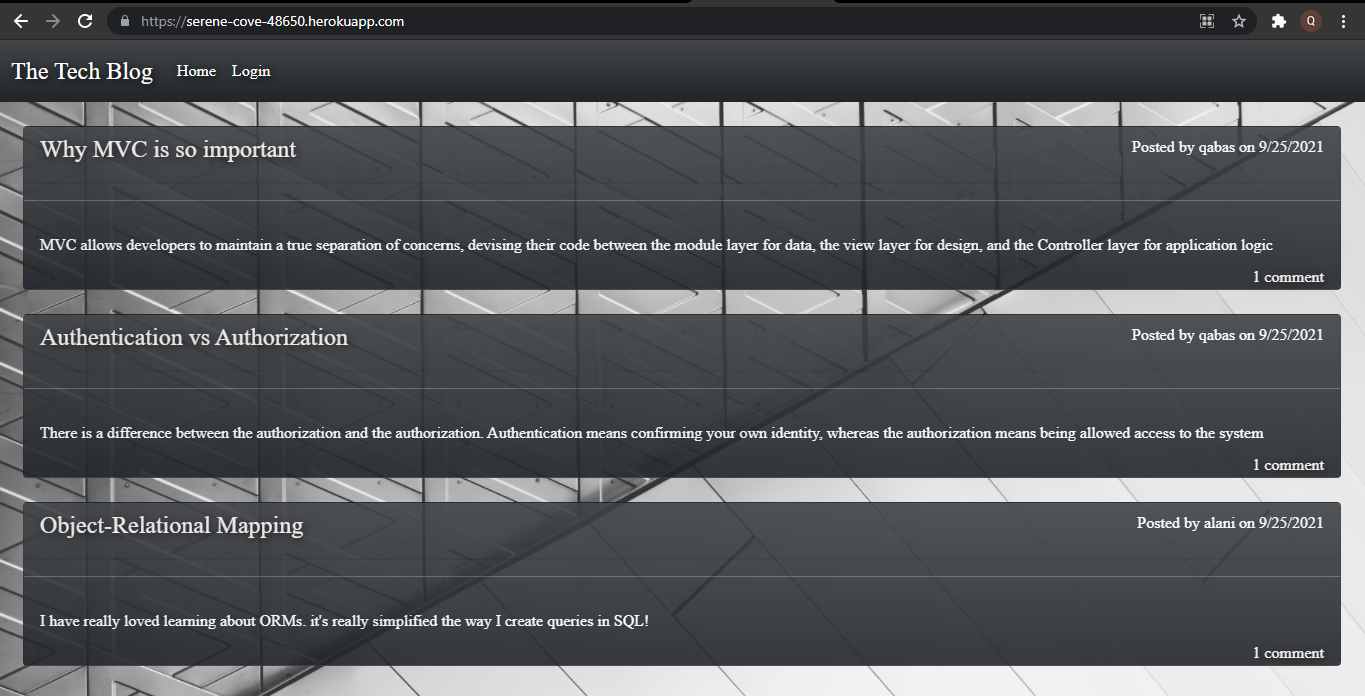 https://serene-cove-48650.herokuapp.com
Q
The Tech Blog Home Login
Why MVC is so important
Posted by qabas on 9/25/2021
MVC allows developers to maintain a true separation of concerns, devising their code between the module layer for data, the view layer for design, and the Controller layer for application logic
1 comment
Authentication vs Authorization
Posted by qabas on 9/25/2021
There is a difference between the authorization and the authorization. Authentication means confirming your own identity, whereas the authorization means being allowed access to the system
1 comment
Object-Relational Mapping
Posted by alani on 9/25/2021
I have really loved learning about ORMs. it's really simplified the way I create queries in SQL!
1 comment